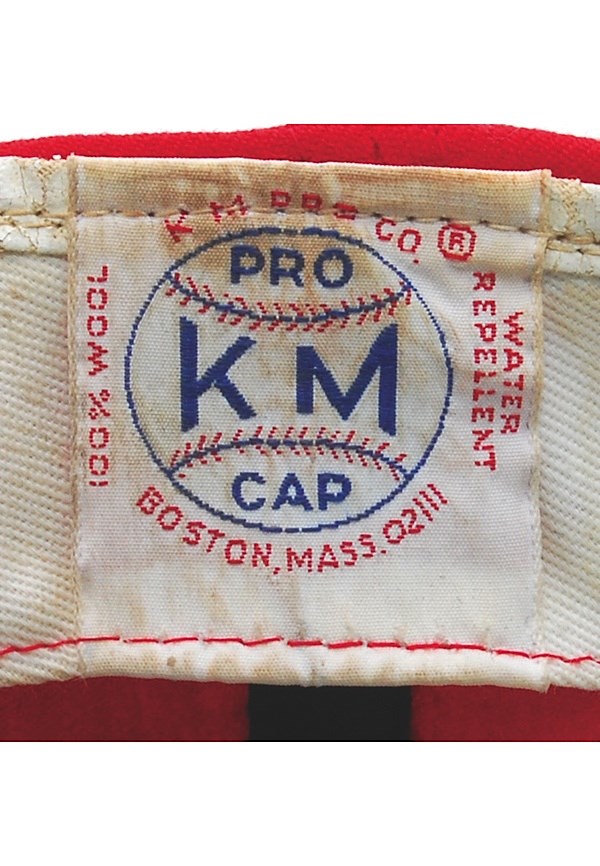 K M PRO CO. ®
PRO
KM
CAP
BOSTON, MASS. 02111
100% WOOL
WATER
REPELLENT